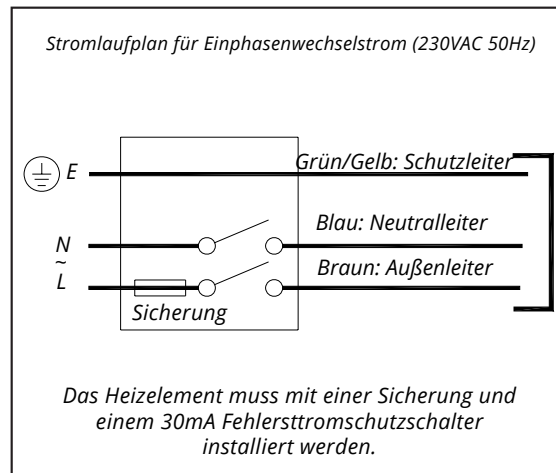 Stromlaufplan für Einphasenwechselstrom (230VAC 50Hz)
E
Grün/Gelb: Schutzleiter
N
Blau: Neutralleiter
~
L
Braun: Außenleiter
Sicherung
Das Heizelement muss mit einer Sicherung und
einem 30mA Fehlersttromschutzschalter
installiert werden.